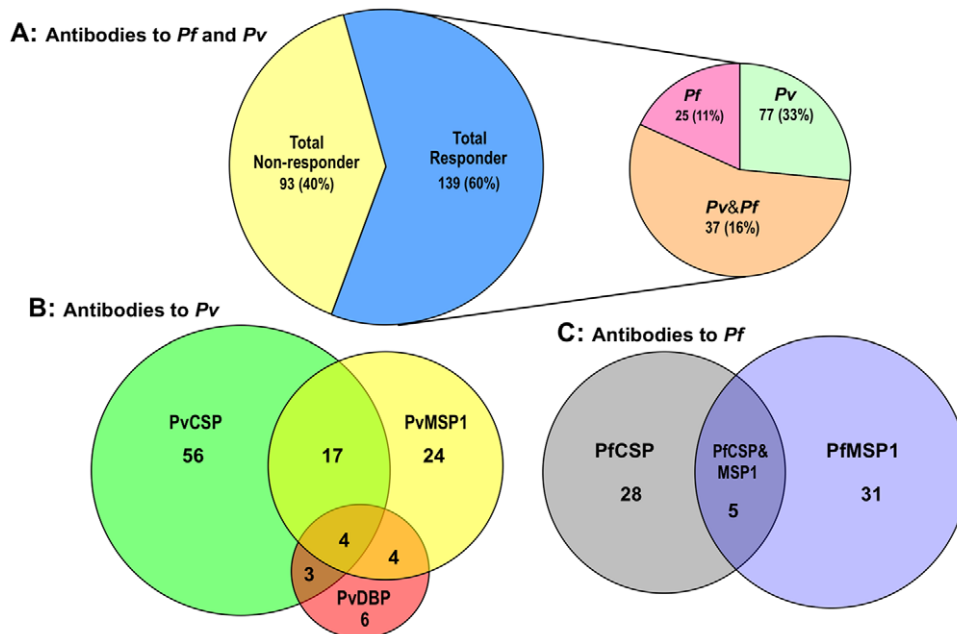 A: Antibodies to Pf and Pv
Total
Non-responder
93 (40%)
Total
Responder
139 (60%)
Pf
25 (11%)
Pv
77 (33%)
Pv&Pf
37 (16%)
B: Antibodies to Pv
PvCSP
56
17
PvMSP1
24
4
3
4
PvDBP
6
C: Antibodies to Pf
PfCSP
28
PfCSP&
MSP1
5
PfMSP1
31